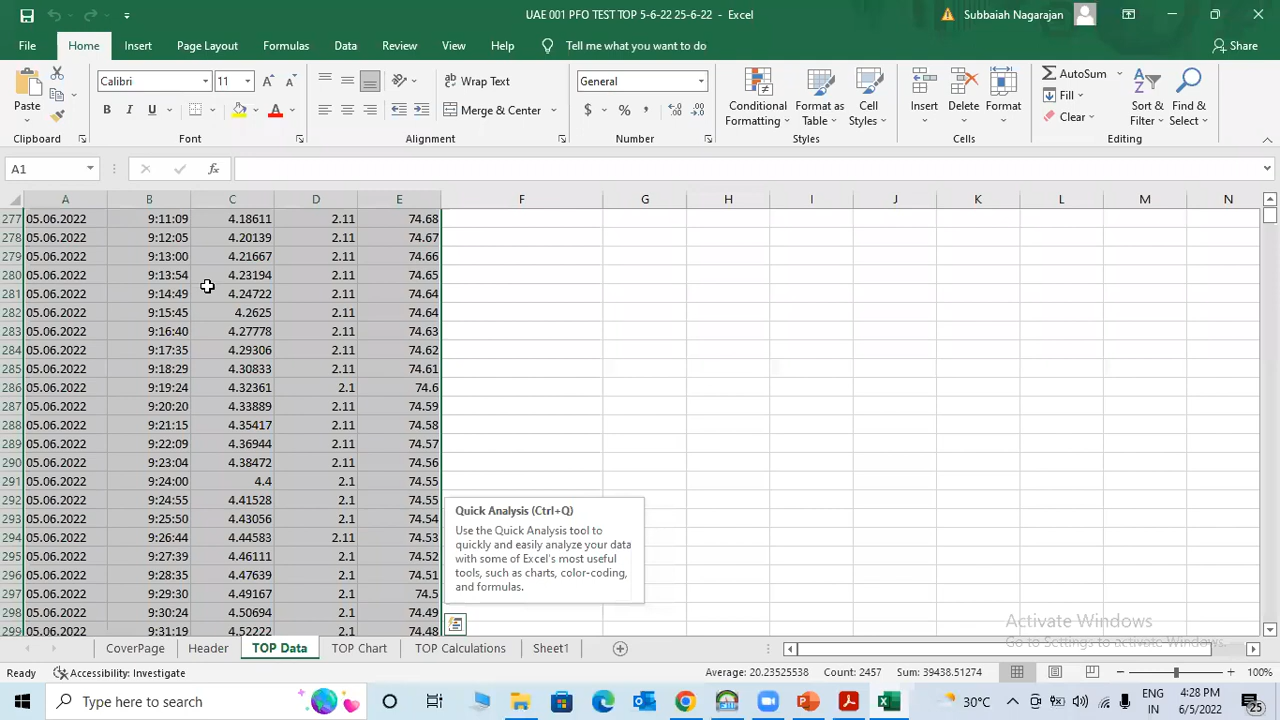 UAE 001 PFO TEST TOP 5-6-22 25-6-22 - Excel
Subbaiah Nagarajan
File Home Insert Page Layout Formulas Data Review View Help Tell me what you want to do Share
Paste Calibri 11 Wrap Text General Conditional Formatting Format as Table Cell Styles Insert Delete Format AutoSum Sort & Filter Find & Select
B I U A Merge & Center $ % Fill
Clear
Clipboard Font Alignment Number Styles Cells Editing
A1 fx
A B C D E F G H I J K L M N
277 05.06.2022 9:11:09 4.18611 2.11 74.68
278 05.06.2022 9:12:05 4.20139 2.11 74.67
279 05.06.2022 9:13:00 4.21667 2.11 74.66
280 05.06.2022 9:13:54 4.23194 2.11 74.65
281 05.06.2022 9:14:49 4.24722 2.11 74.64
282 05.06.2022 9:15:45 4.2625 2.11 74.64
283 05.06.2022 9:16:40 4.27778 2.11 74.63
284 05.06.2022 9:17:35 4.29306 2.11 74.62
285 05.06.2022 9:18:29 4.30833 2.11 74.61
286 05.06.2022 9:19:24 4.32361 2.1 74.6
287 05.06.2022 9:20:20 4.33889 2.11 74.59
288 05.06.2022 9:21:15 4.35417 2.11 74.58
289 05.06.2022 9:22:09 4.36944 2.11 74.57
290 05.06.2022 9:23:04 4.38472 2.11 74.56
291 05.06.2022 9:24:00 4.4 2.1 74.55
292 05.06.2022 9:24:55 4.41528 2.1 74.55
293 05.06.2022 9:25:50 4.43056 2.1 74.54
294 05.06.2022 9:26:44 4.44583 2.11 74.53
295 05.06.2022 9:27:39 4.46111 2.1 74.52
296 05.06.2022 9:28:35 4.47639 2.1 74.51
297 05.06.2022 9:29:30 4.49167 2.1 74.5
298 05.06.2022 9:30:24 4.50694 2.1 74.49
299 05.06.2022 9:31:19 4.52222 2.1 74.48
Quick Analysis (Ctrl+Q)
Use the Quick Analysis tool to
quickly and easily analyze your data
with some of Excel's most useful
tools, such as charts, color-coding,
and formulas.
Activate Windows
Go to Settings to activate Windows.
CoverPage Header TOP Data TOP Chart TOP Calculations Sheet1
Ready Accessibility: Investigate Average: 20.23525538 Count: 2457 Sum: 39438.51274 100%
Type here to search 30°C ENG IN 4:28 PM 6/5/2022 25